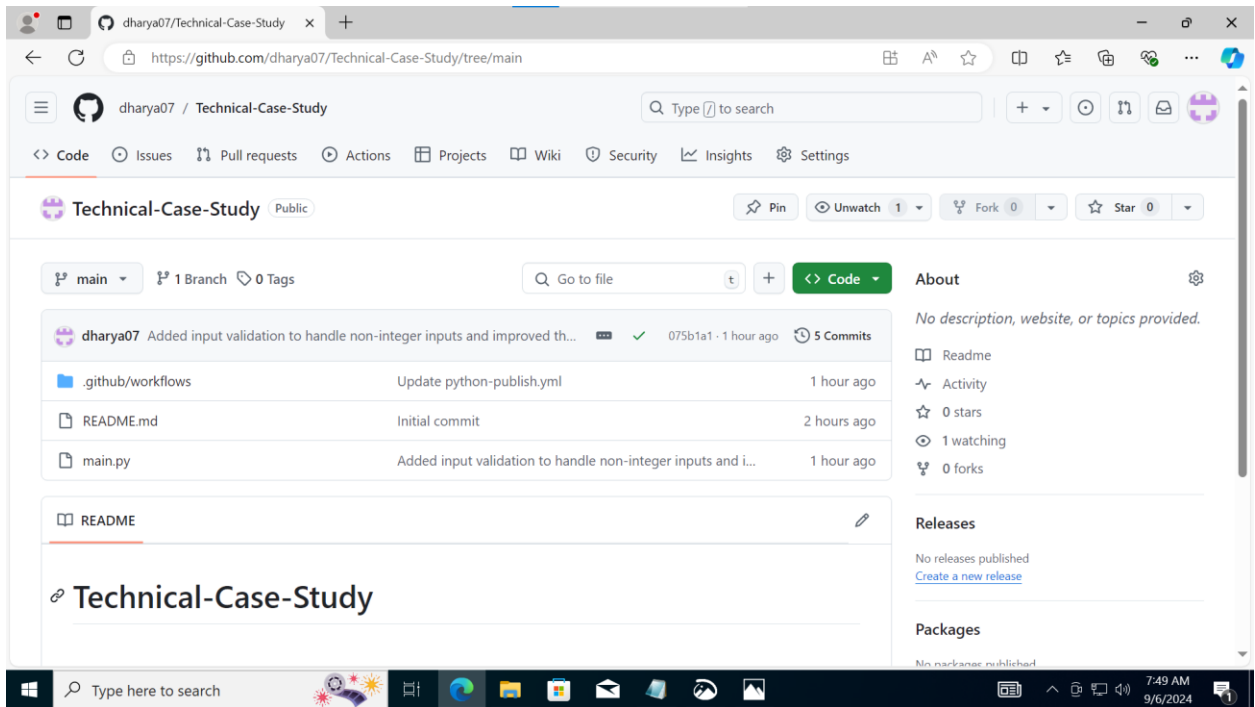 dharya07/Technical-Case-Study
https://github.com/dharya07/Technical-Case-Study/tree/main
dharya07 / Technical-Case-Study
Type / to search
Code Issues Pull requests Actions Projects Wiki Security Insights Settings
Technical-Case-Study Public
Pin Unwatch 1 Fork 0 Star 0
main 1 Branch 0 Tags
Go to file t
Code
About
No description, website, or topics provided.
dharya07 Added input validation to handle non-integer inputs and improved th... 075b1a1 · 1 hour ago 5 Commits
.github/workflows Update python-publish.yml 1 hour ago
README.md Initial commit 2 hours ago
main.py Added input validation to handle non-integer inputs and i... 1 hour ago
Readme
Activity
0 stars
1 watching
0 forks
README
Technical-Case-Study
Releases
No releases published
Create a new release
Packages
No packages published
Type here to search
7:49 AM
9/6/2024
1